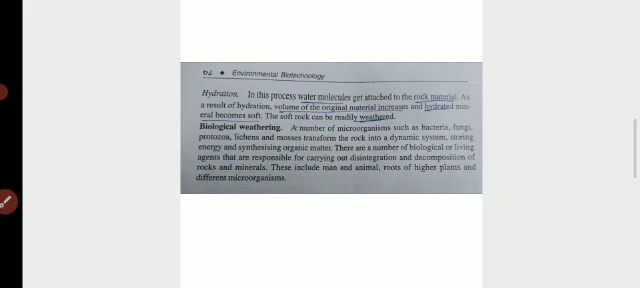 62 ◆ Environmental Biotechnology
Hydration. In this process water molecules get attached to the rock material. As
a result of hydration, volume of the original material increases and hydrated min-
eral becomes soft. The soft rock can be readily weathered.
Biological weathering. A number of microorganisms such as bacteria, fungi,
protozoa, lichens and mosses transform the rock into a dynamic system, storing
energy and synthesising organic matter. There are a number of biological or living
agents that are responsible for carrying out disintegration and decomposition of
rocks and minerals. These include man and animal, roots of higher plants and
different microorganisms.